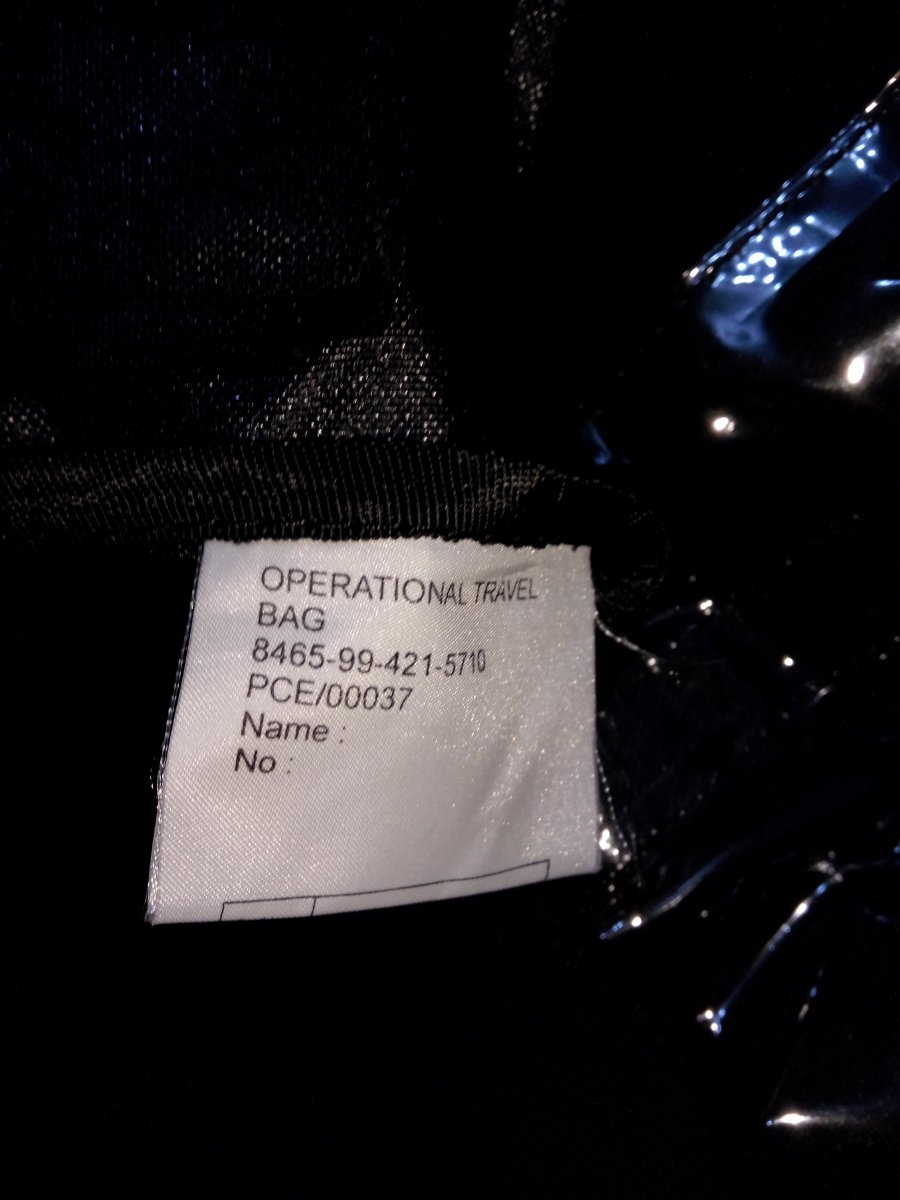 OPERATIONAL TRAVEL
BAG
8465-99-421-5710
PCE/00037
Name :
No :